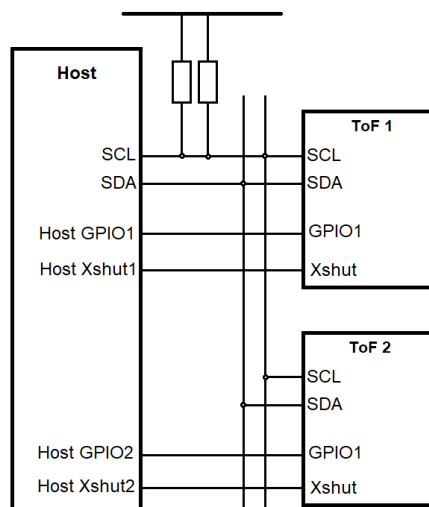 Host
SCL
SDA
Host GPIO1
Host Xshut1
Host GPIO2
Host Xshut2
ToF 1
SCL
SDA
GPIO1
Xshut
ToF 2
SCL
SDA
GPIO1
Xshut